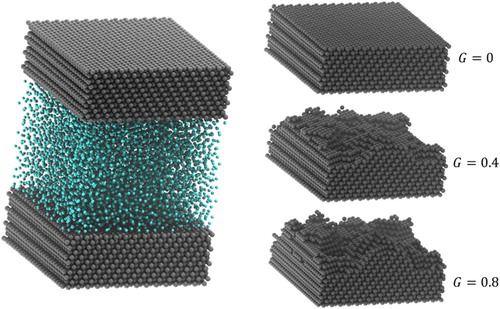 G = 0
G = 0.4
G = 0.8